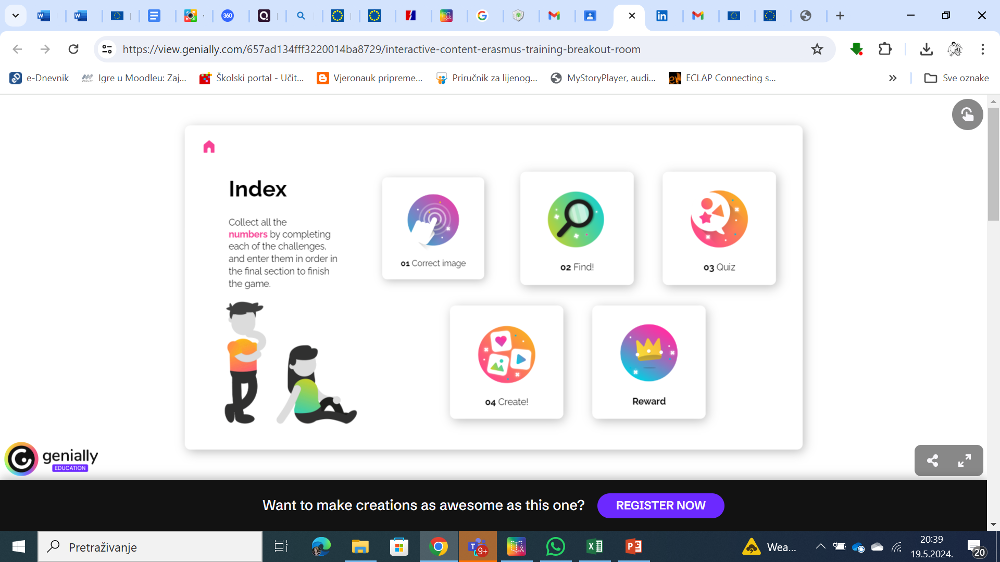 360
https://view.genially.com/657ad134fff3220014ba8729/interactive-content-erasmus-training-breakout-room
e-Dnevnik
Igre u Moodleu: Zaj...
Školski portal - Učit...
Vjeronauk pripreme...
Priručnik za lijenog...
MyStoryPlayer, audi...
ECLAP Connecting s...
Sve oznake
Index
Collect all the
numbers by completing
each of the challenges,
and enter them in order in
the final section to finish
the game.
01 Correct image
02 Find!
03 Quiz
04 Create!
Reward
genially
EDUCATION
Want to make creations as awesome as this one?
REGISTER NOW
Pretraživanje
9+
Wea...
20:39
19.5.2024.
20